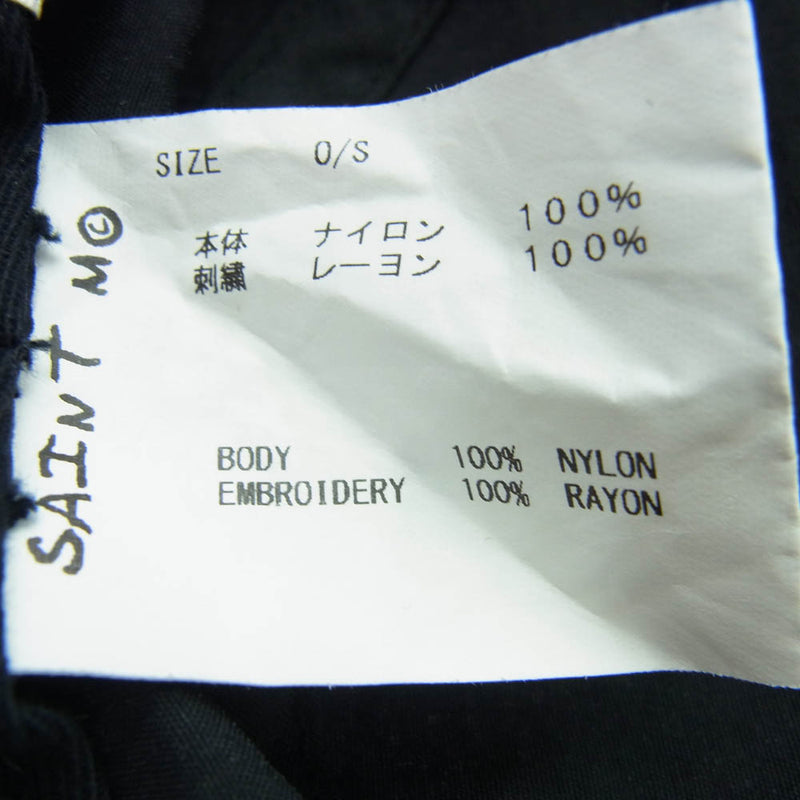 SIZE O/S
本体 ナイロン 100%
刺繍 レーヨン 100%
BODY 100% NYLON
EMBROIDERY 100% RAYON
SAINT M